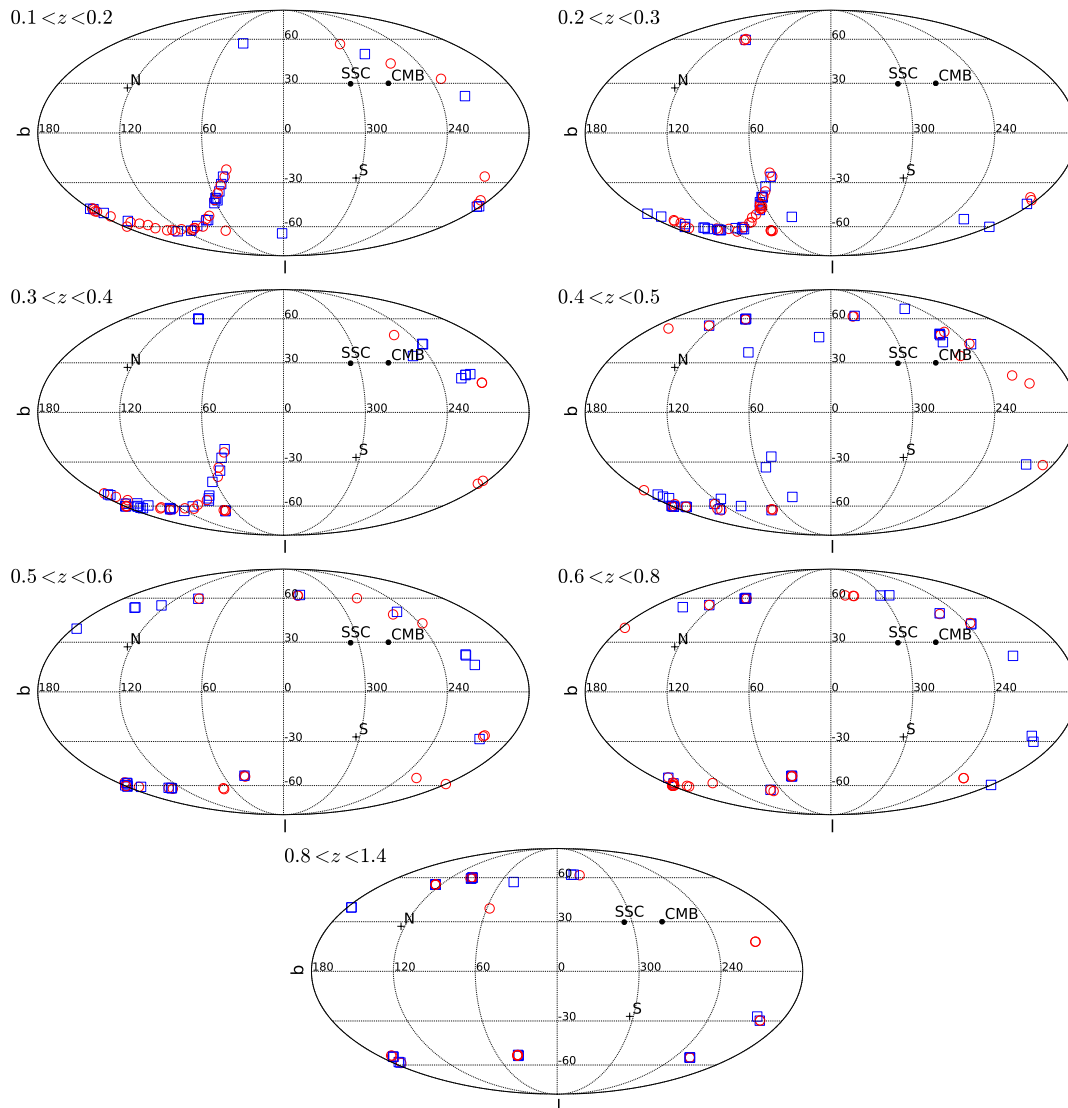 0.1 < z < 0.2
60
30
SSC CMB
N
b
180 120 60 0 300 240
S
-30
-60
l
0.2 < z < 0.3
60
30
SSC CMB
N
b
180 120 60 0 300 240
S
-30
-60
l
0.3 < z < 0.4
60
30
SSC CMB
N
b
180 120 60 0 300 240
S
-30
-60
l
0.4 < z < 0.5
60
30
SSC CMB
N
b
180 120 60 0 300 240
S
-30
-60
l
0.5 < z < 0.6
60
30
SSC CMB
N
b
180 120 60 0 300 240
S
-30
-60
l
0.6 < z < 0.8
60
30
SSC CMB
N
b
180 120 60 0 300 240
S
-30
-60
l
0.8 < z < 1.4
60
30
SSC CMB
N
b
180 120 60 0 300 240
S
-30
-60
l